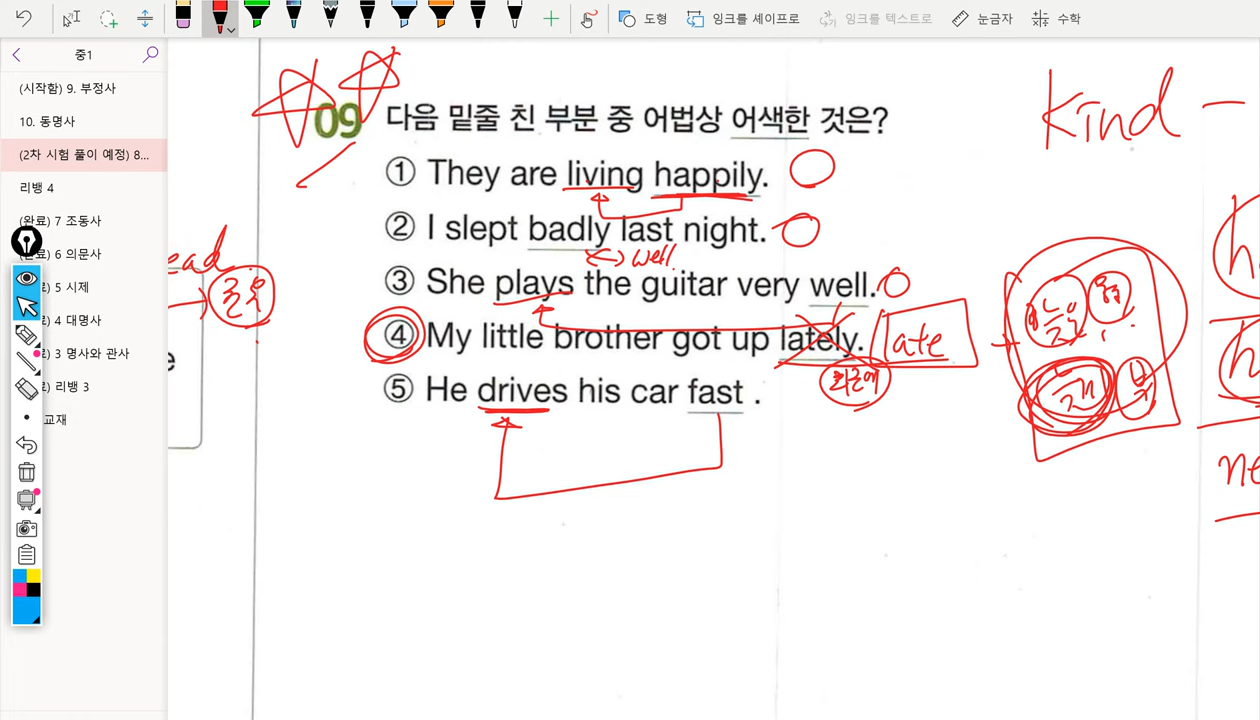 도형
잉크를 셰이프로
잉크를 텍스트로
눈금자
수학
중1
(시작함) 9. 부정사
10. 동명사
(2차 시험 풀이 예정) 8...
리뱅 4
(완료) 7 조동사
6 의문사
5 시제
4 대명사
3 명사와 관사
리뱅 3
교재
ead
e
09 다음 밑줄 친 부분 중 어법상 어색한 것은?
① They are living happily.
② I slept badly last night.
↔ well
③ She plays the guitar very well.
④ My little brother got up lately. late
최근에
⑤ He drives his car fast .
Kind -
h
h
ne